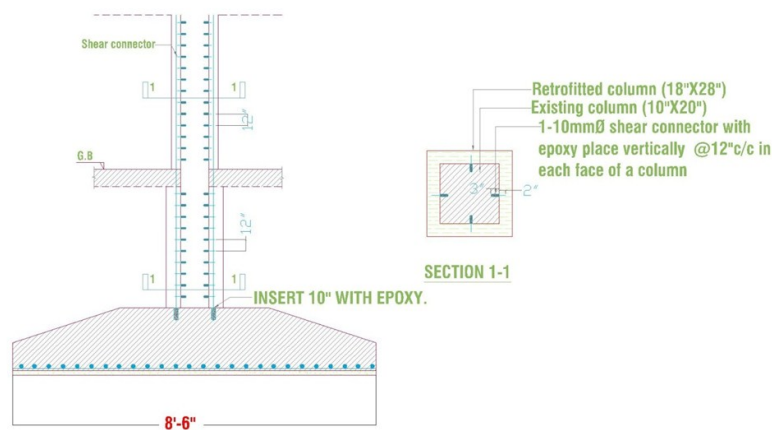 Shear connector
1
1
12"
G.B
12"
1
1
INSERT 10" WITH EPOXY.
8'-6"
Retrofitted column (18"X28")
Existing column (10"X20")
1-10mmØ shear connector with
epoxy place vertically @12"c/c in
each face of a column
3"
2"
SECTION 1-1